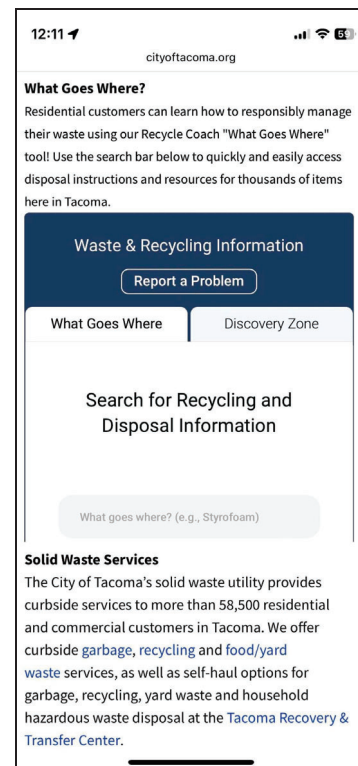 12:11
59
cityoftacoma.org
What Goes Where?
Residential customers can learn how to responsibly manage
their waste using our Recycle Coach "What Goes Where"
tool! Use the search bar below to quickly and easily access
disposal instructions and resources for thousands of items
here in Tacoma.
Waste & Recycling Information
Report a Problem
What Goes Where
Discovery Zone
Search for Recycling and
Disposal Information
What goes where? (e.g., Styrofoam)
Solid Waste Services
The City of Tacoma’s solid waste utility provides
curbside services to more than 58,500 residential
and commercial customers in Tacoma. We offer
curbside garbage, recycling and food/yard
waste services, as well as self-haul options for
garbage, recycling, yard waste and household
hazardous waste disposal at the Tacoma Recovery &
Transfer Center.